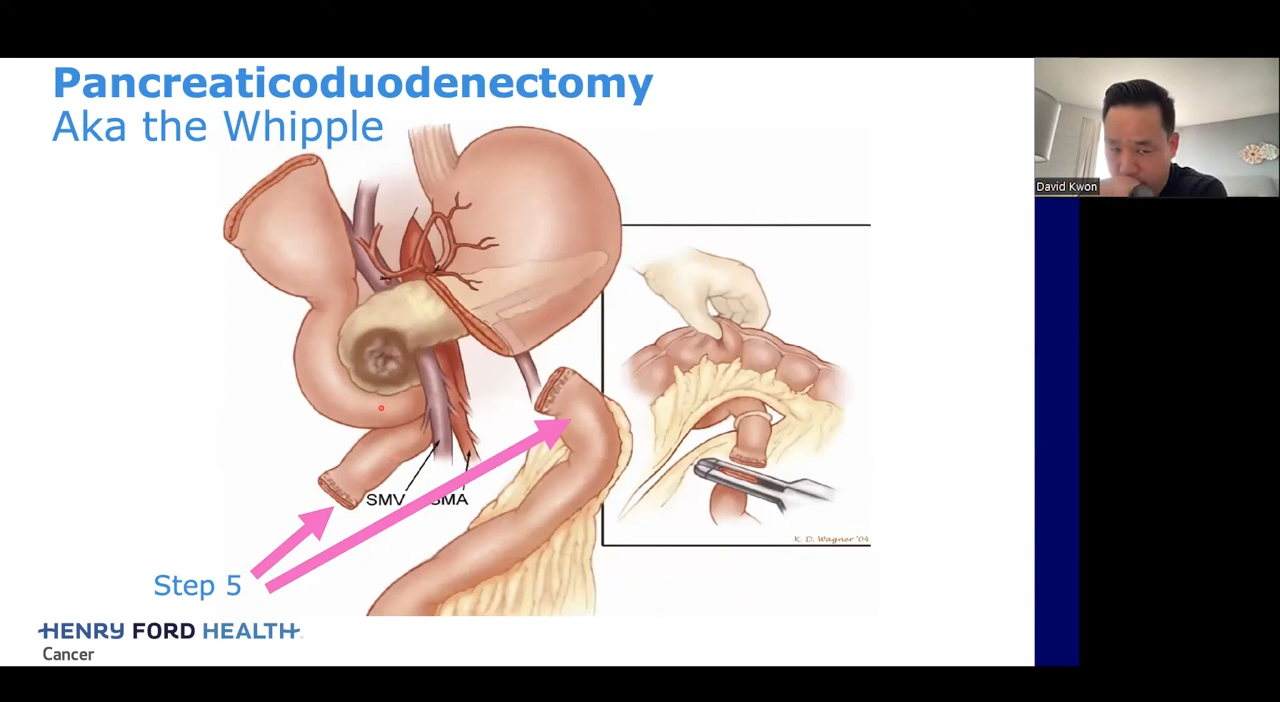 Pancreaticoduodenectomy
Aka the Whipple
David Kwon
SMV
SMA
K. D. Wagner '04
Step 5
HENRY FORD HEALTH
Cancer